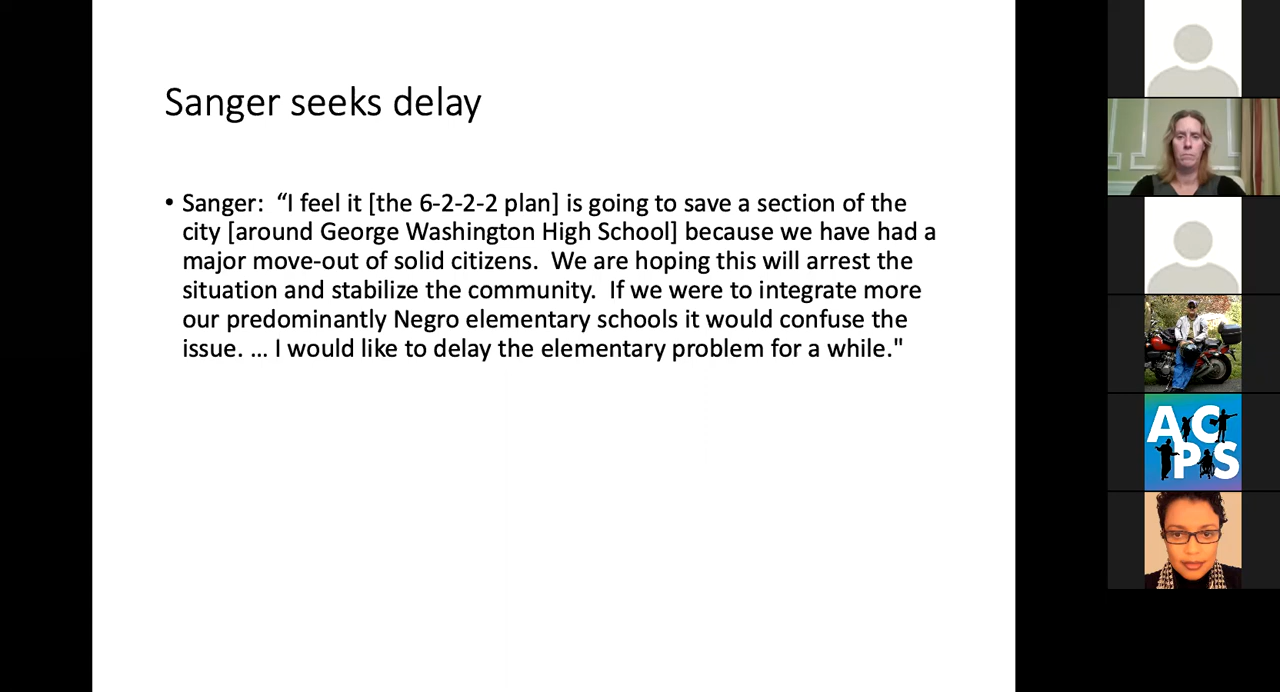 Sanger seeks delay
• Sanger:  “I feel it [the 6-2-2-2 plan] is going to save a section of the
city [around George Washington High School] because we have had a
major move-out of solid citizens.  We are hoping this will arrest the
situation and stabilize the community.  If we were to integrate more
our predominantly Negro elementary schools it would confuse the
issue. … I would like to delay the elementary problem for a while."
AC
PS